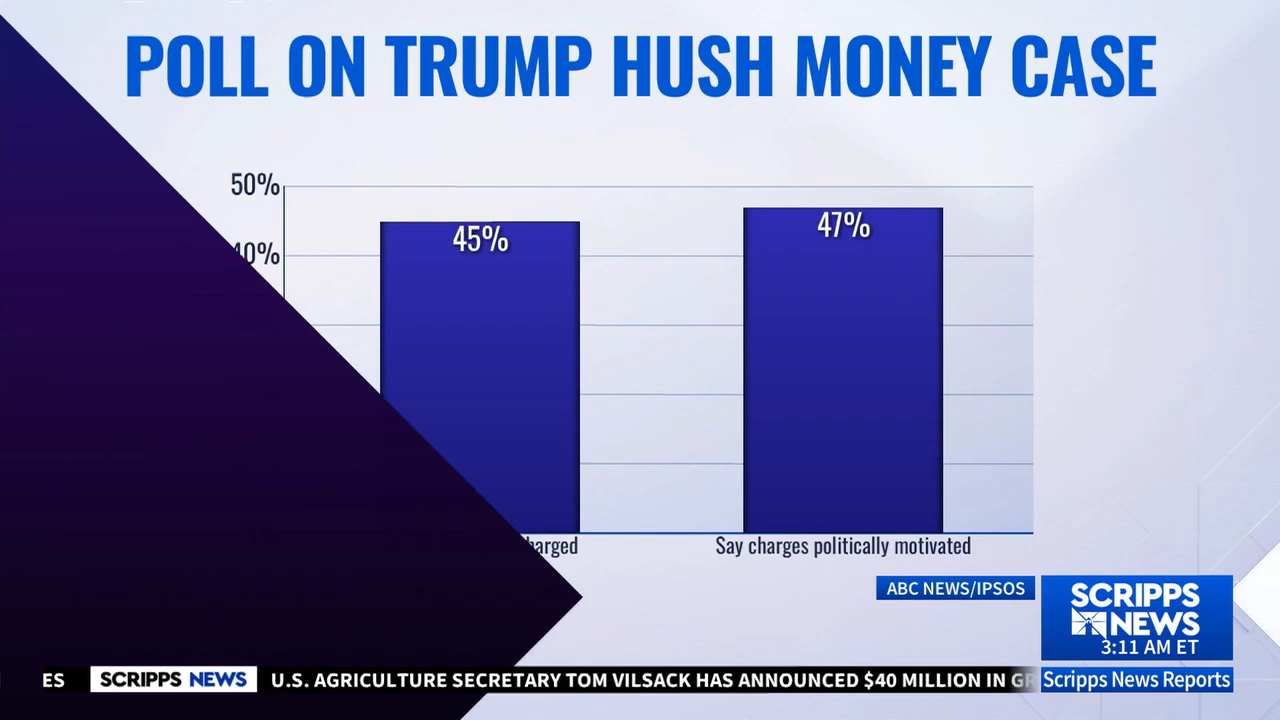 POLL ON TRUMP HUSH MONEY CASE
50%
45%
47%
Say charges politically motivated
ABC NEWS/IPSOS
SCRIPPS
NEWS
3:11 AM ET
ES SCRIPPS NEWS U.S. AGRICULTURE SECRETARY TOM VILSACK HAS ANNOUNCED $40 MILLION IN
Scripps News Reports